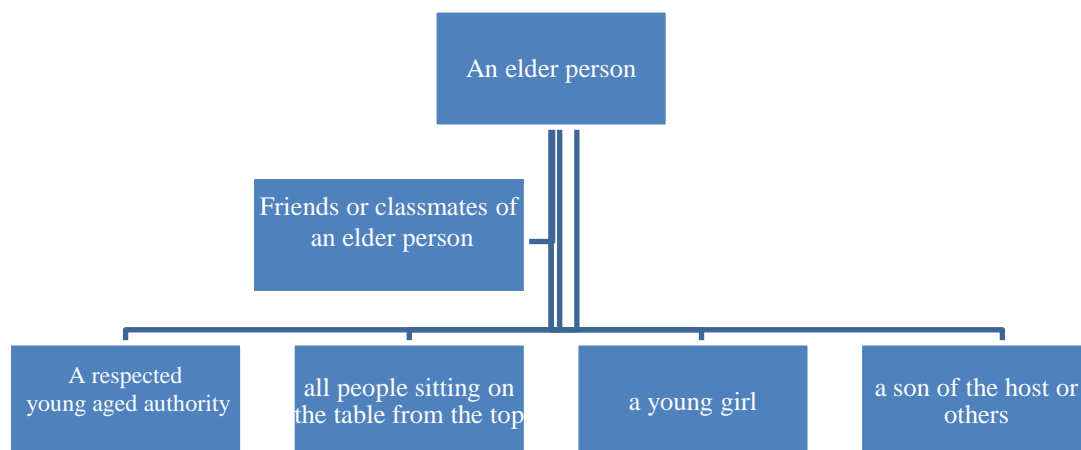 An elder person
Friends or classmates of
an elder person
A respected
young aged authority
all people sitting on
the table from the top
a young girl
a son of the host or
others